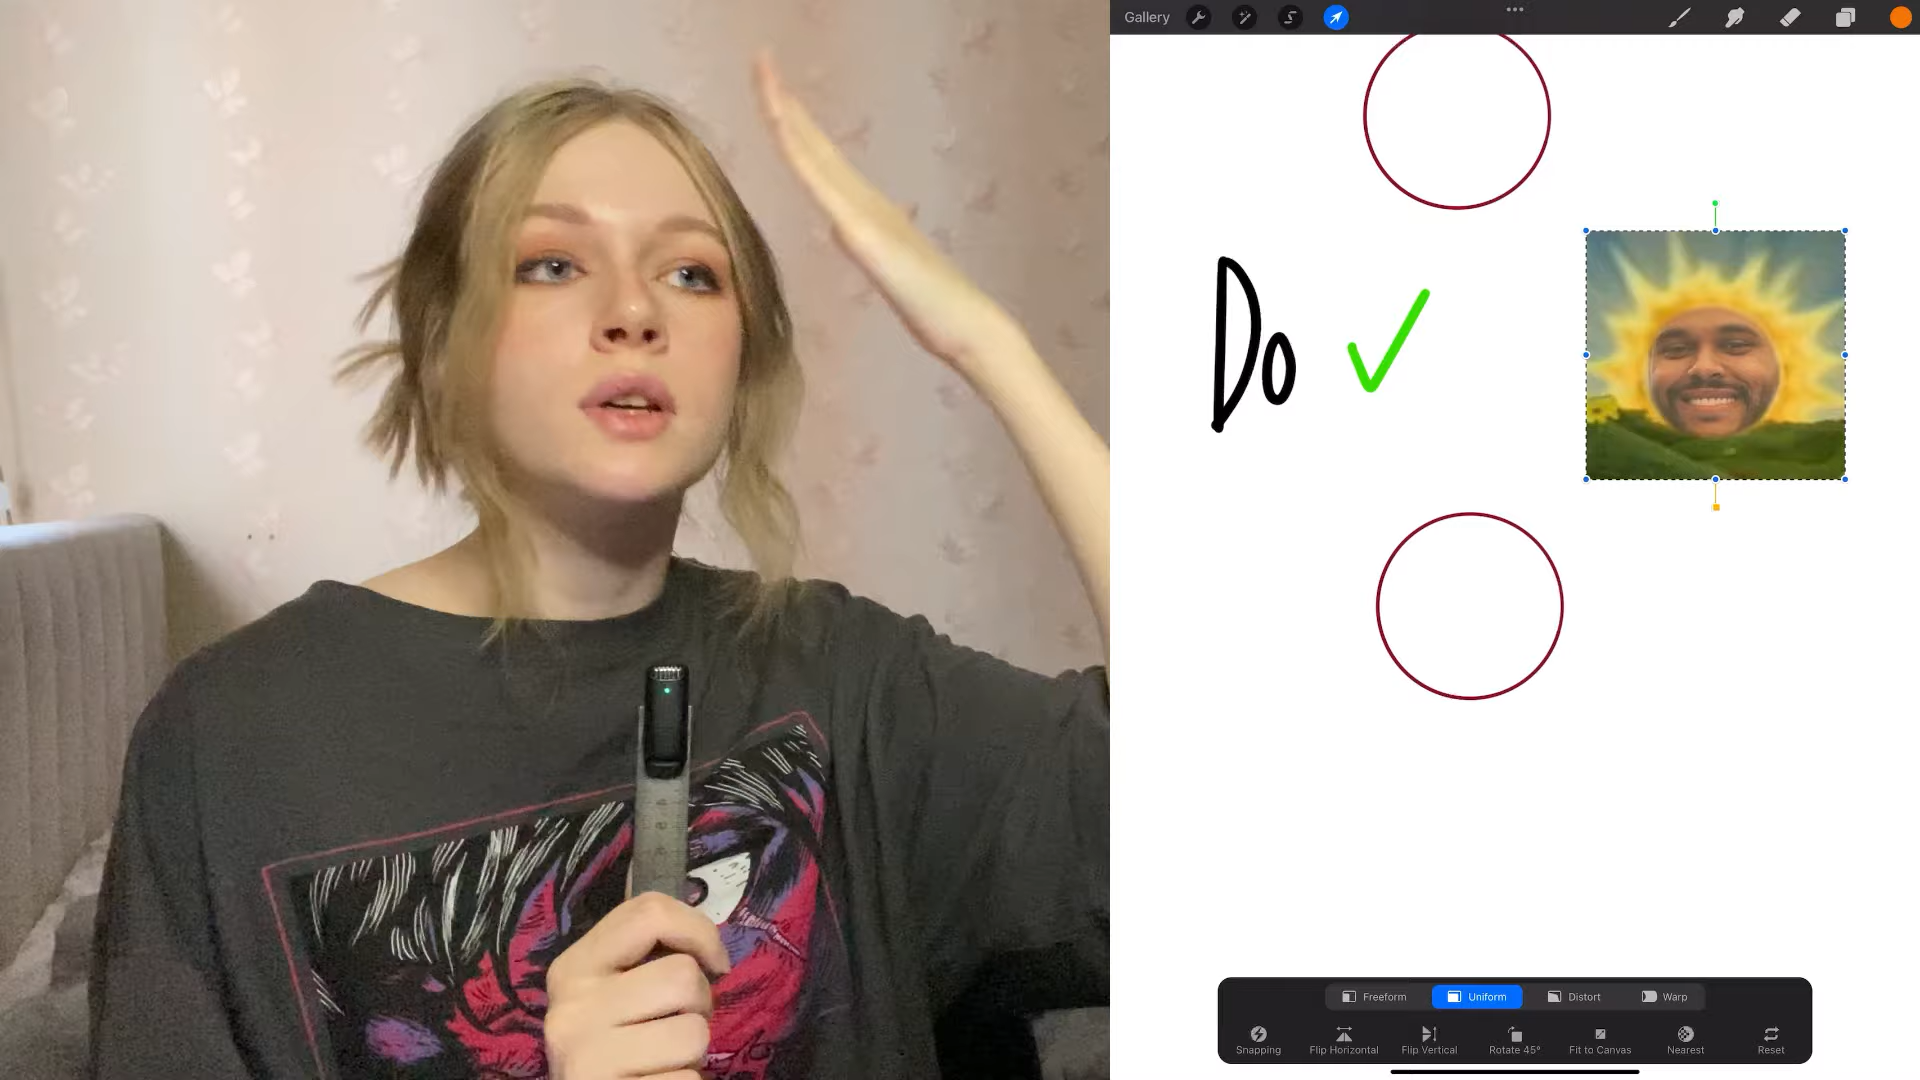 Gallery
Do
Freeform Uniform Distort Warp
Snapping Flip Horizontal Flip Vertical Rotate 45° Fit to Canvas Nearest Reset